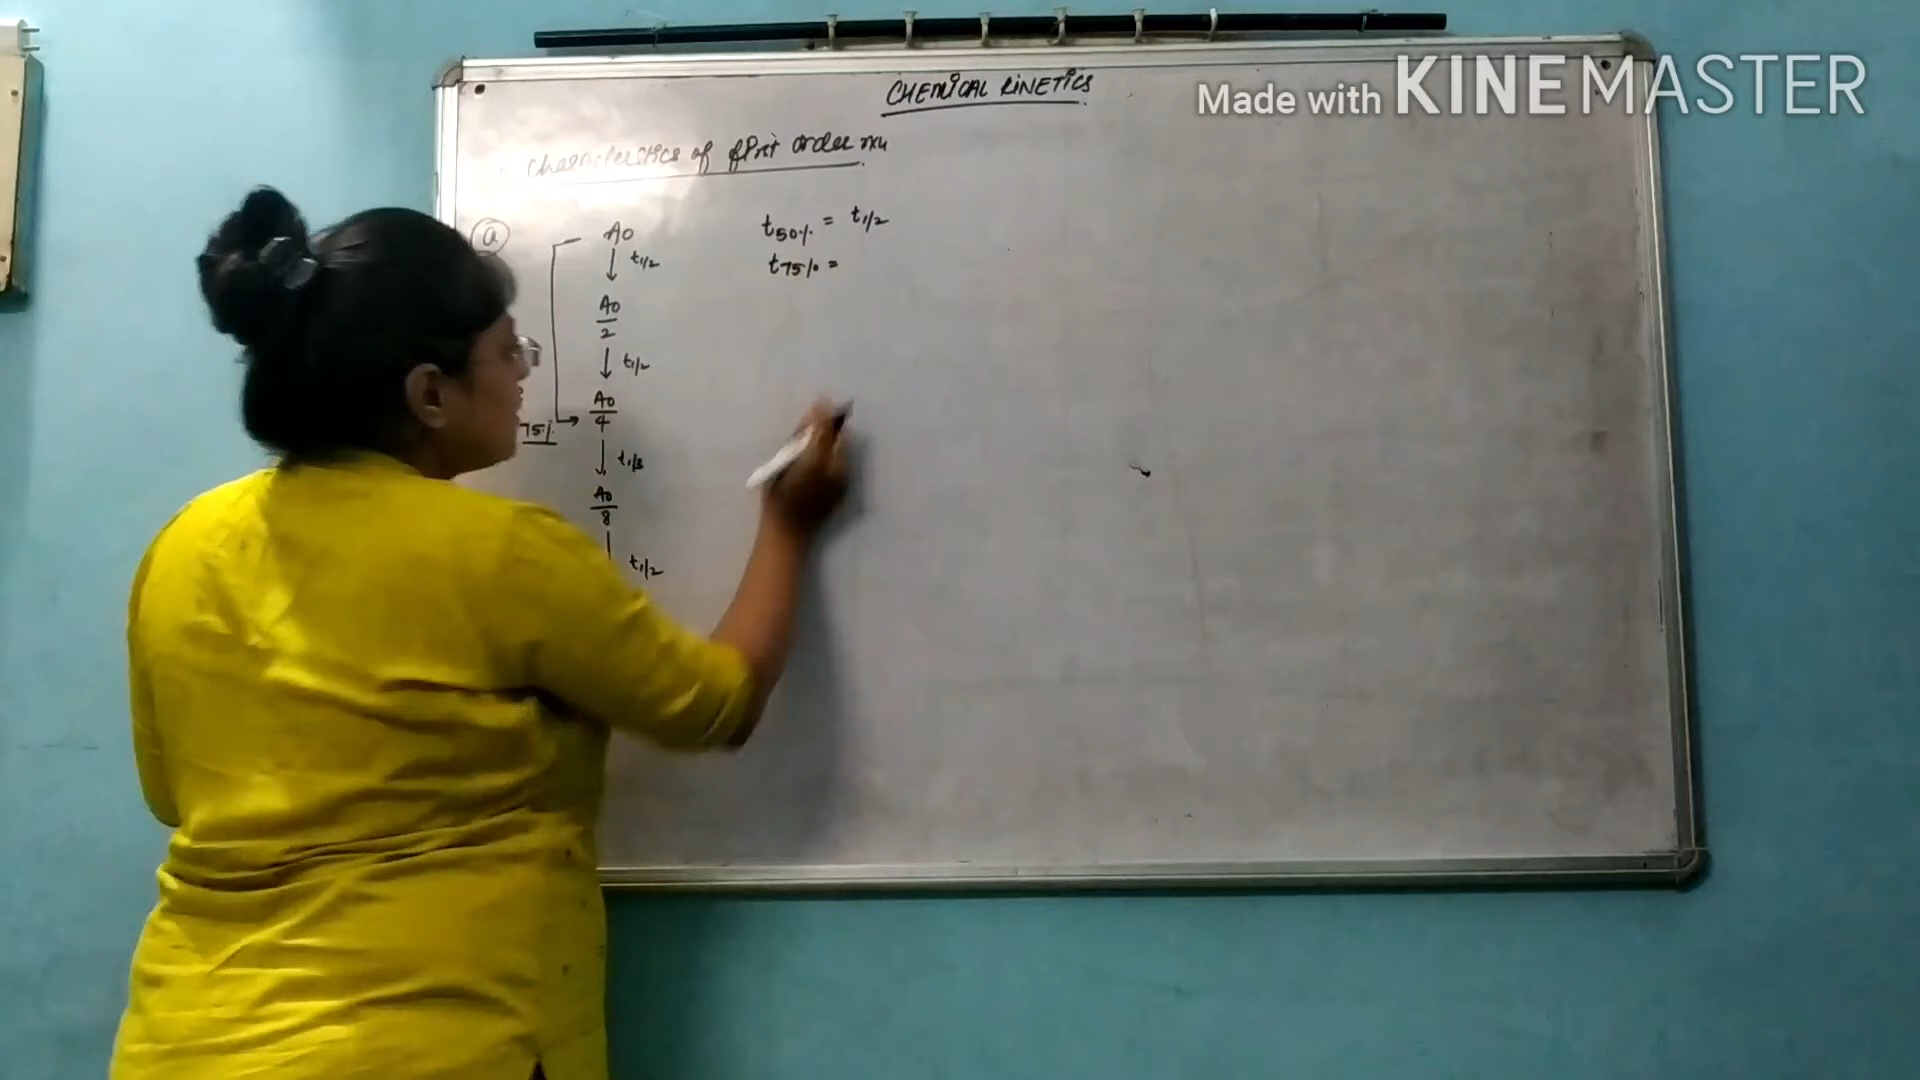 CHEMICAL KINETICS
Made with KINEMASTER
Characterstics of first order rxn
a
A0
t1/2
A0/2
t1/2
A0/4
75%
t1/3
A0/8
t1/2
t50% = t1/2
t75% =